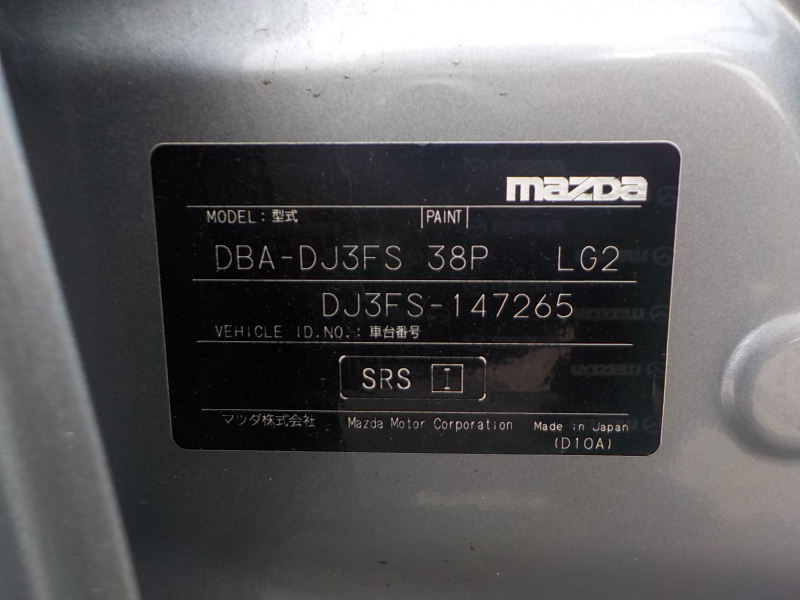 mazda
MODEL:型式 PAINT
DBA-DJ3FS 38P LG2
DJ3FS-147265
VEHICLE ID.NO.:車台番号
SRS I
マツダ株式会社 Mazda Motor Corporation Made in Japan
(D10A)